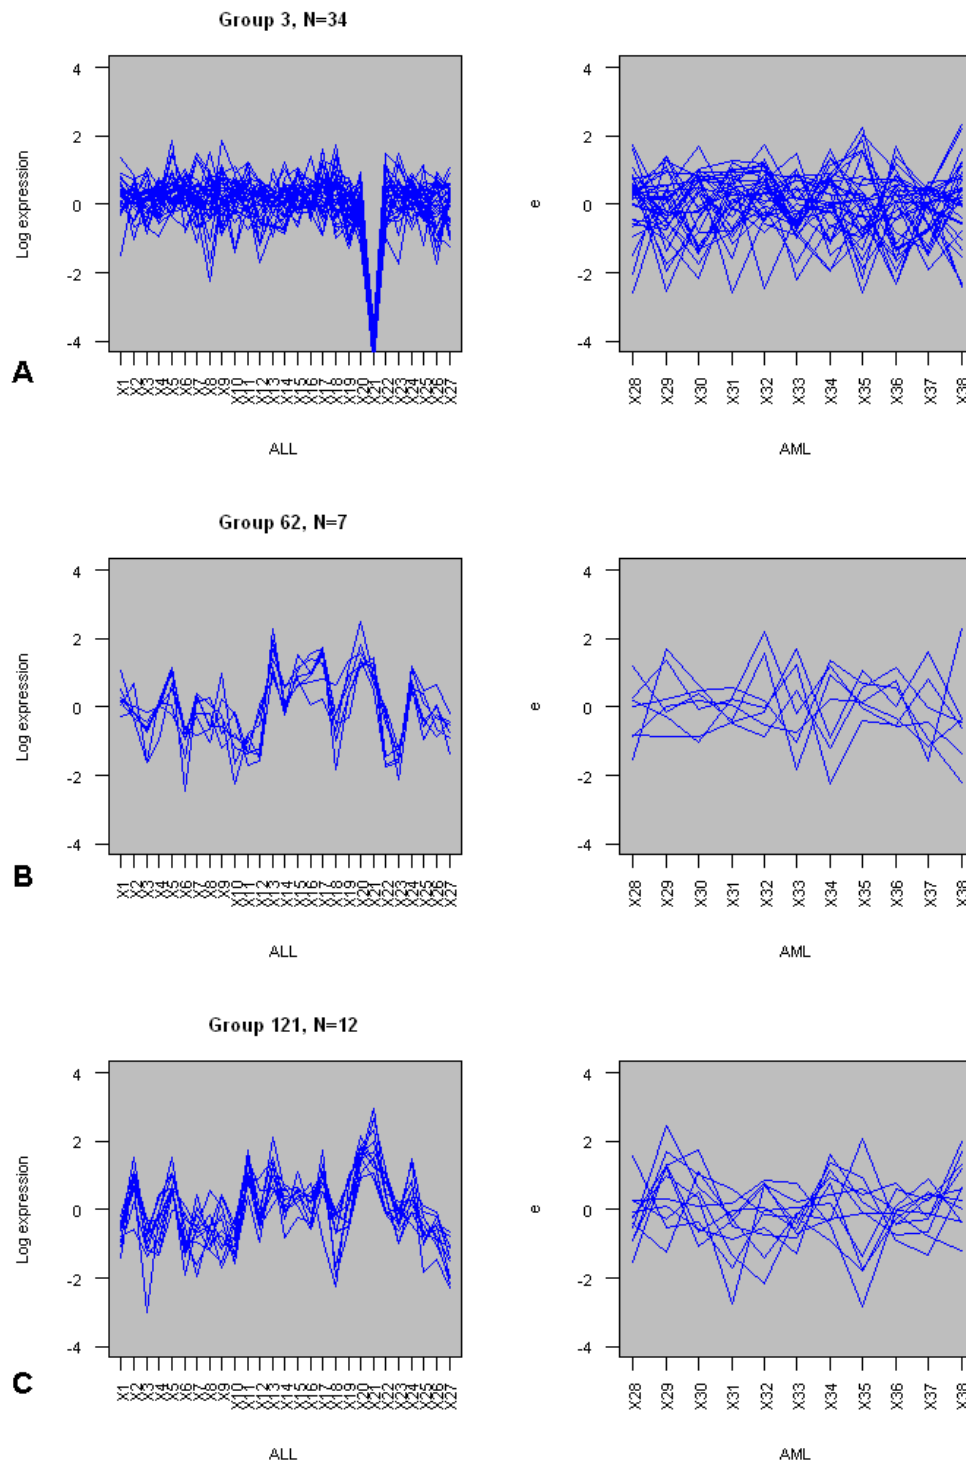 Group 3, N=34
4
2
0
-2
-4
Log expression
X1
X2
X3
X4
X5
X6
X7
X8
X9
X10
X11
X12
X13
X14
X15
X16
X17
X18
X19
X20
X21
X22
X23
X24
X25
X26
X27
ALL
4
2
0
-2
-4
e
X28
X29
X30
X31
X32
X33
X34
X35
X36
X37
X38
AML
A
Group 62, N=7
4
2
0
-2
-4
Log expression
X1
X2
X3
X4
X5
X6
X7
X8
X9
X10
X11
X12
X13
X14
X15
X16
X17
X18
X19
X20
X21
X22
X23
X24
X25
X26
X27
ALL
4
2
0
-2
-4
e
X28
X29
X30
X31
X32
X33
X34
X35
X36
X37
X38
AML
B
Group 121, N=12
4
2
0
-2
-4
Log expression
X1
X2
X3
X4
X5
X6
X7
X8
X9
X10
X11
X12
X13
X14
X15
X16
X17
X18
X19
X20
X21
X22
X23
X24
X25
X26
X27
ALL
4
2
0
-2
-4
e
X28
X29
X30
X31
X32
X33
X34
X35
X36
X37
X38
AML
C